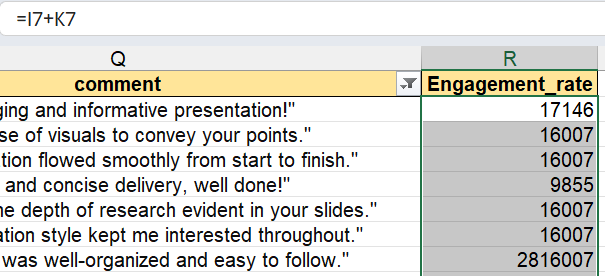 =I7+K7
Q R
comment Engagement_rate
ging and informative presentation!" 17146
se of visuals to convey your points." 16007
tion flowed smoothly from start to finish." 16007
and concise delivery, well done!" 9855
ne depth of research evident in your slides." 16007
ation style kept me interested throughout." 16007
was well-organized and easy to follow." 2816007